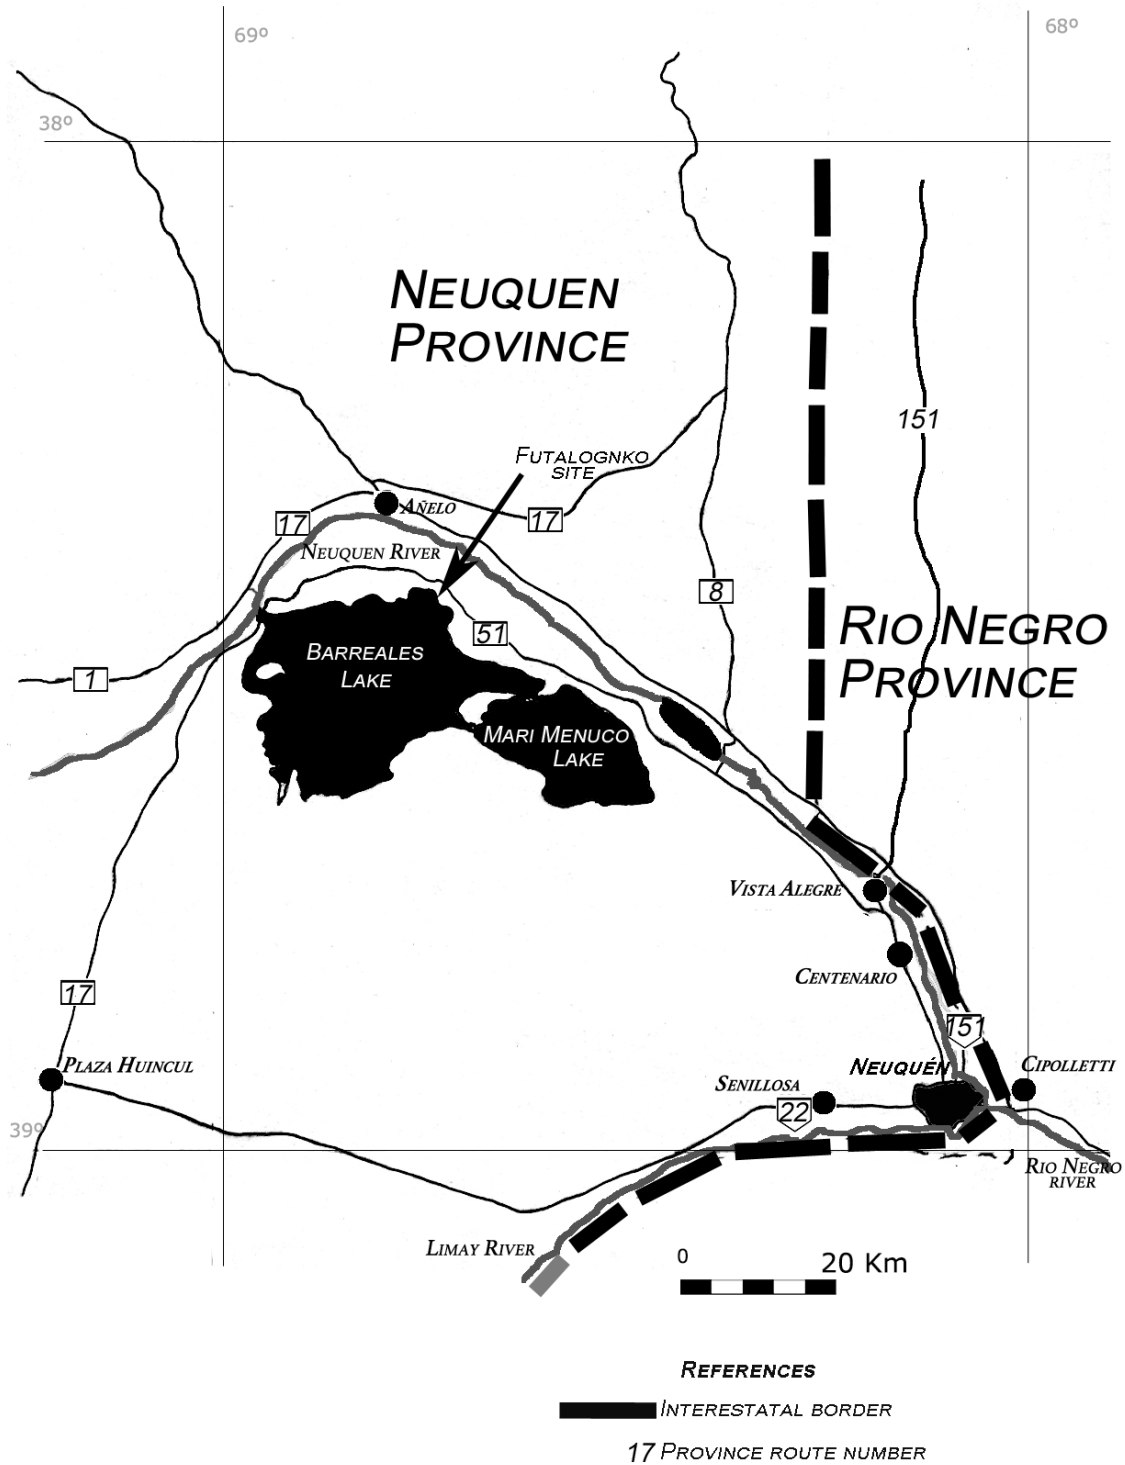 69º
68º
38º
NEUQUEN
PROVINCE
151
FUTALOGNKO
SITE
AÑELO
17
17
NEUQUEN RIVER
8
RIO NEGRO
PROVINCE
51
BARREALES
LAKE
1
MARI MENUCO
LAKE
VISTA ALEGRE
CENTENARIO
17
151
PLAZA HUINCUL
NEUQUÉN
CIPOLLETTI
SENILLOSA
22
39º
RIO NEGRO
RIVER
LIMAY RIVER
0
20 Km
REFERENCES
INTERESTATAL BORDER
17 PROVINCE ROUTE NUMBER